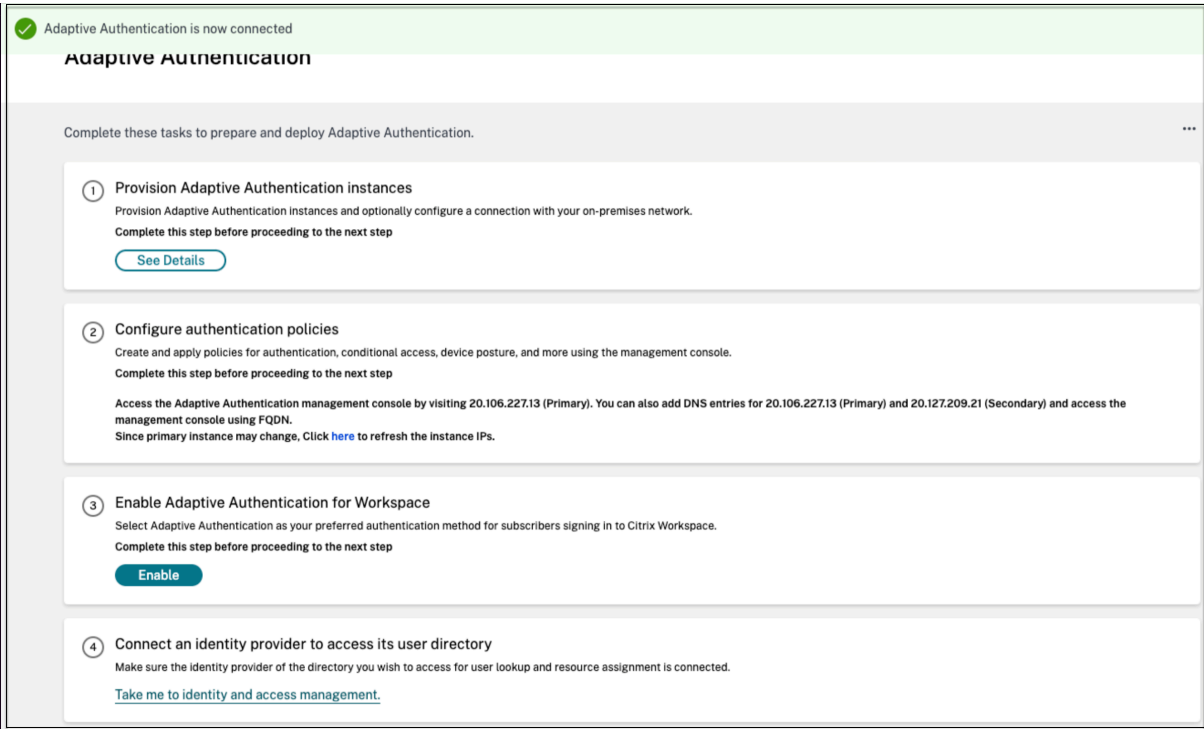 Adaptive Authentication is now connected
Adaptive Authentication
Complete these tasks to prepare and deploy Adaptive Authentication.
...
1
Provision Adaptive Authentication instances
Provision Adaptive Authentication instances and optionally configure a connection with your on-premises network.
Complete this step before proceeding to the next step
See Details
2
Configure authentication policies
Create and apply policies for authentication, conditional access, device posture, and more using the management console.
Complete this step before proceeding to the next step
Access the Adaptive Authentication management console by visiting 20.106.227.13 (Primary). You can also add DNS entries for 20.106.227.13 (Primary) and 20.127.209.21 (Secondary) and access the
management console using FQDN.
Since primary instance may change, Click here to refresh the instance IPs.
3
Enable Adaptive Authentication for Workspace
Select Adaptive Authentication as your preferred authentication method for subscribers signing in to Citrix Workspace.
Complete this step before proceeding to the next step
Enable
4
Connect an identity provider to access its user directory
Make sure the identity provider of the directory you wish to access for user lookup and resource assignment is connected.
Take me to identity and access management.